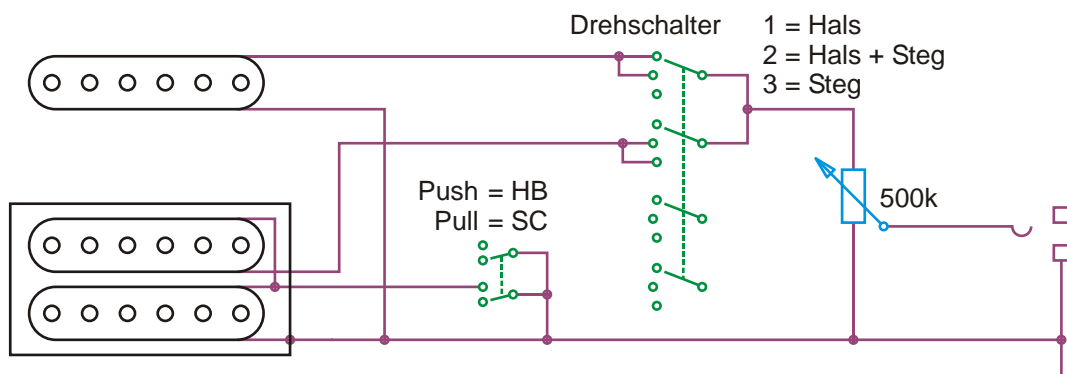 Drehschalter
1 = Hals
2 = Hals + Steg
3 = Steg
Push = HB
Pull = SC
500k